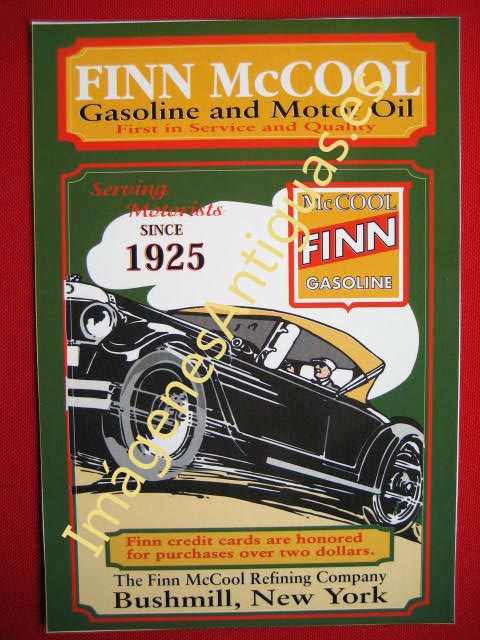 FINN McCOOL
Gasoline and Motor Oil
First in Service and Quality
Serving
Motorists
SINCE
1925
McCOOL
FINN
GASOLINE
Finn credit cards are honored
for purchases over two dollars.
The Finn McCool Refining Company
Bushmill, New York
ImágenesAntiguas.es